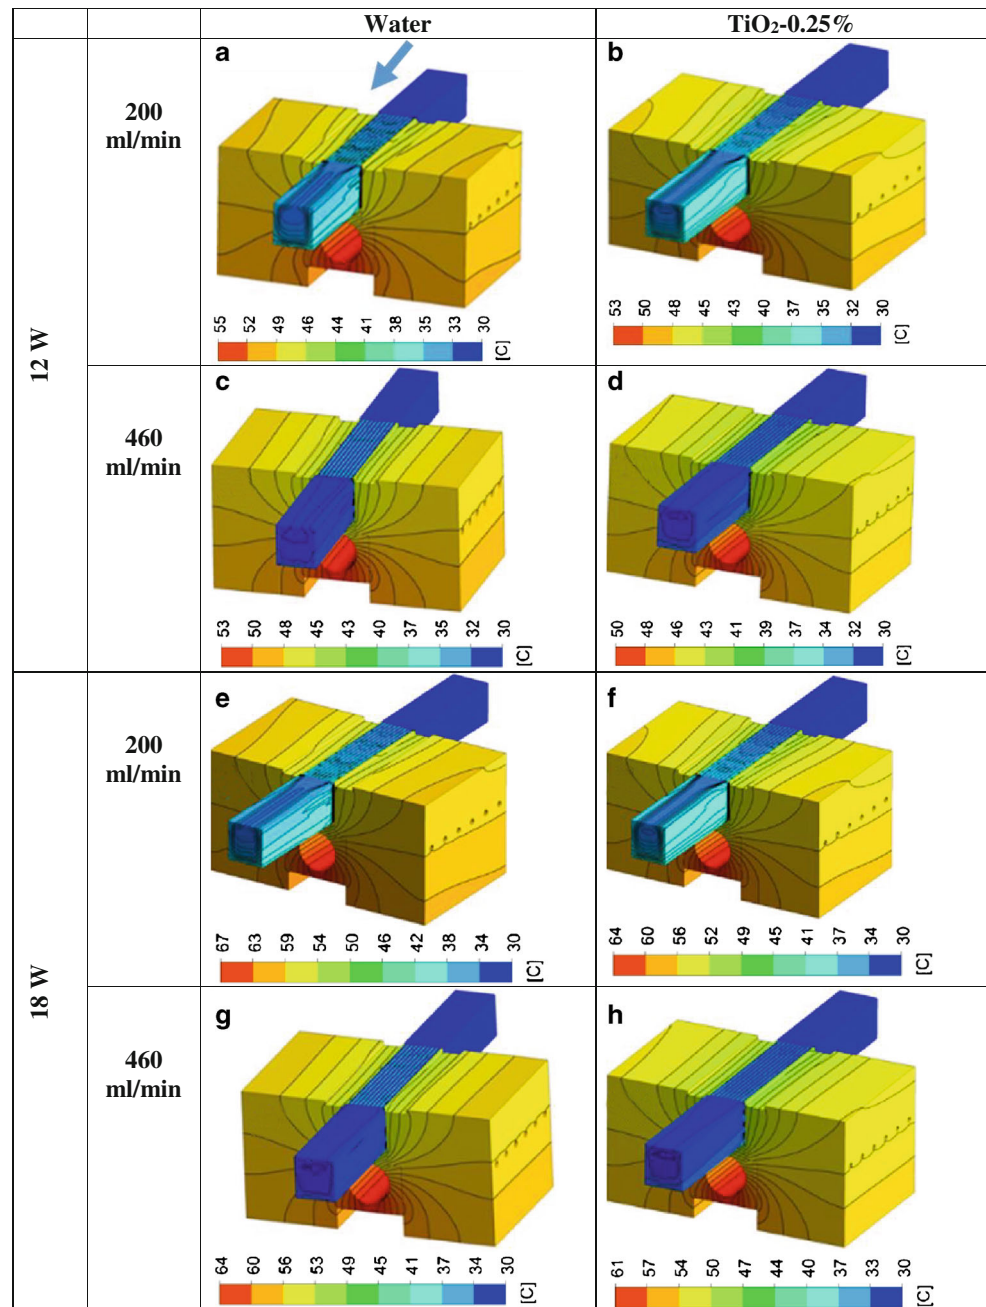 Water
TiO2-0.25%
12 W
200
ml/min
a
55 52 49 46 44 41 38 35 33 30 [C]
b
53 50 48 45 43 40 37 35 32 30 [C]
460
ml/min
c
53 50 48 45 43 40 37 35 32 30 [C]
d
50 48 46 43 41 39 37 34 32 30 [C]
18 W
200
ml/min
e
67 63 59 54 50 46 42 38 34 30 [C]
f
64 60 56 52 49 45 41 37 34 30 [C]
460
ml/min
g
64 60 56 53 49 45 41 37 34 30 [C]
h
61 57 54 50 47 44 40 37 33 30 [C]